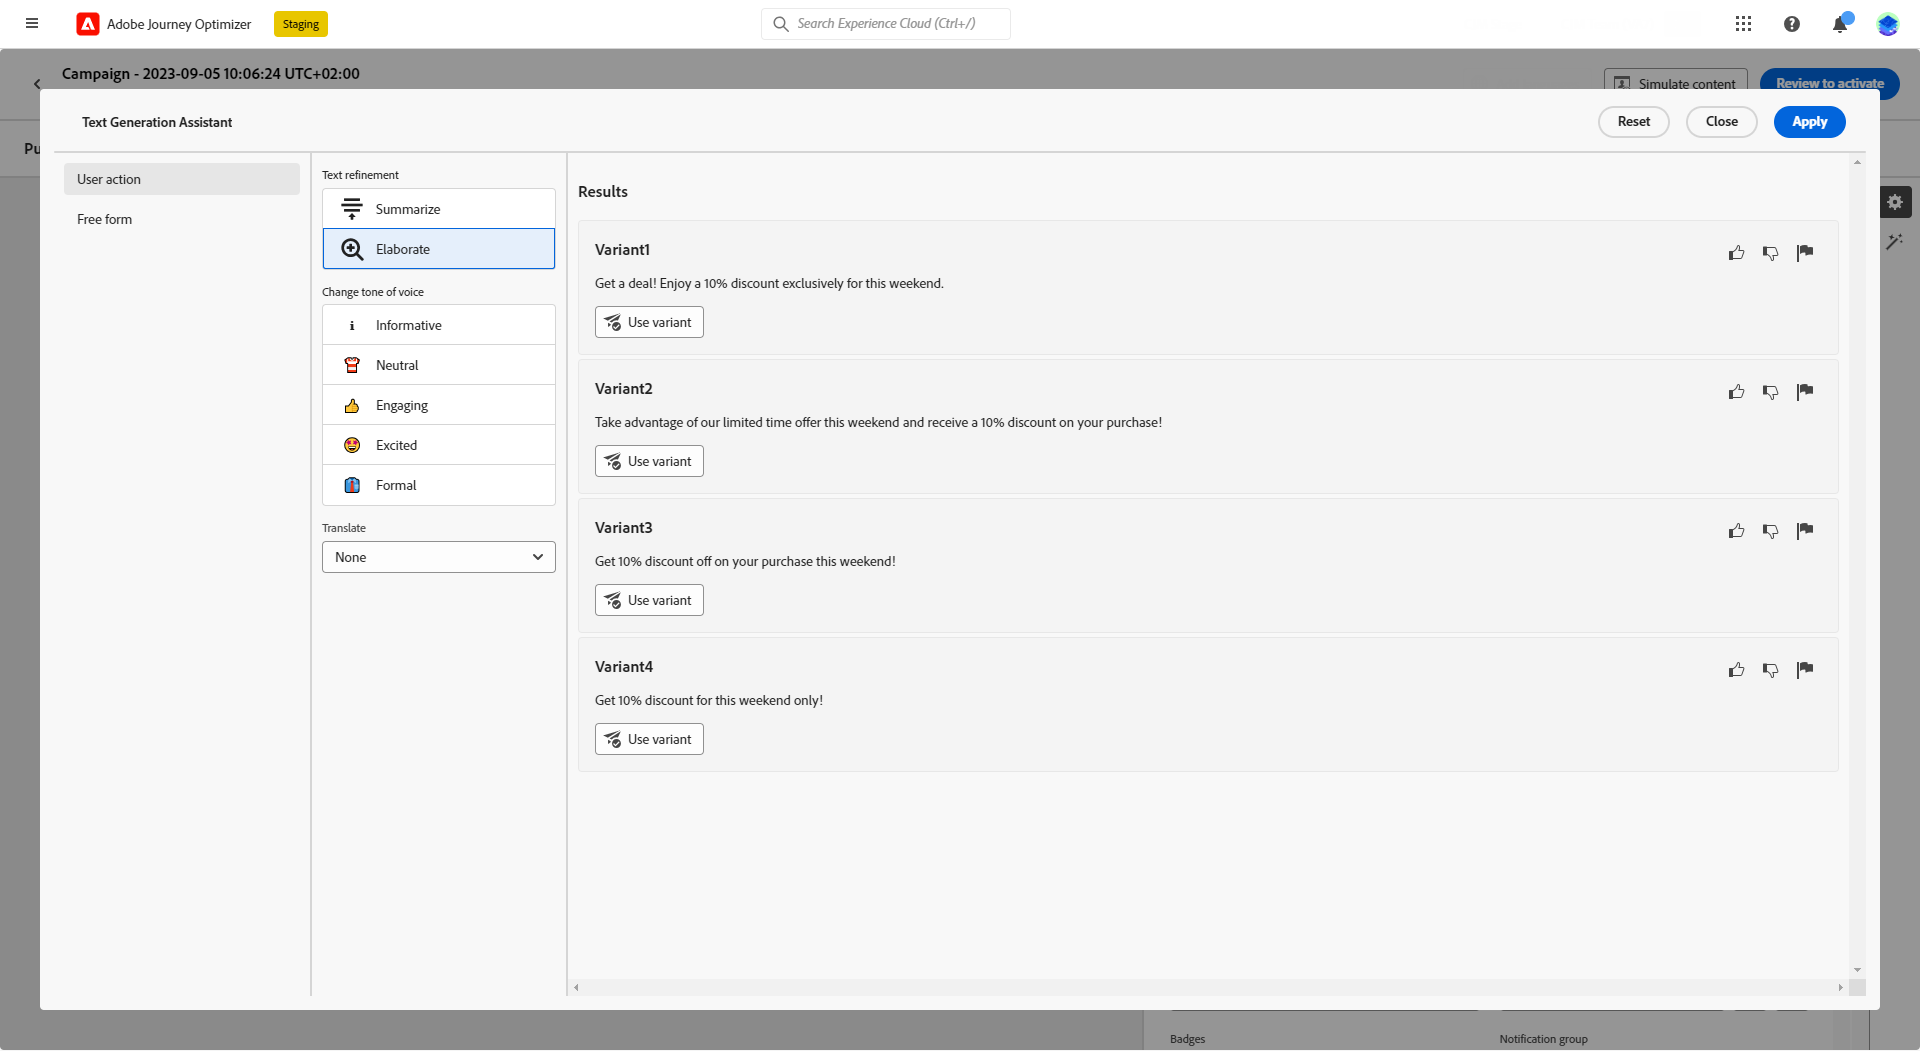 Adobe Journey Optimizer
Staging
Search Experience Cloud (Ctrl+/)
Campaign - 2023-09-05 10:06:24 UTC+02:00
Simulate content
Review to activate
Text Generation Assistant
Reset
Close
Apply
Pu
User action
Free form
Text refinement
Summarize
Elaborate
Change tone of voice
Informative
Neutral
Engaging
Excited
Formal
Translate
None
Results
Variant1
Get a deal! Enjoy a 10% discount exclusively for this weekend.
Use variant
Variant2
Take advantage of our limited time offer this weekend and receive a 10% discount on your purchase!
Use variant
Variant3
Get 10% discount off on your purchase this weekend!
Use variant
Variant4
Get 10% discount for this weekend only!
Use variant
Badges
Notification group